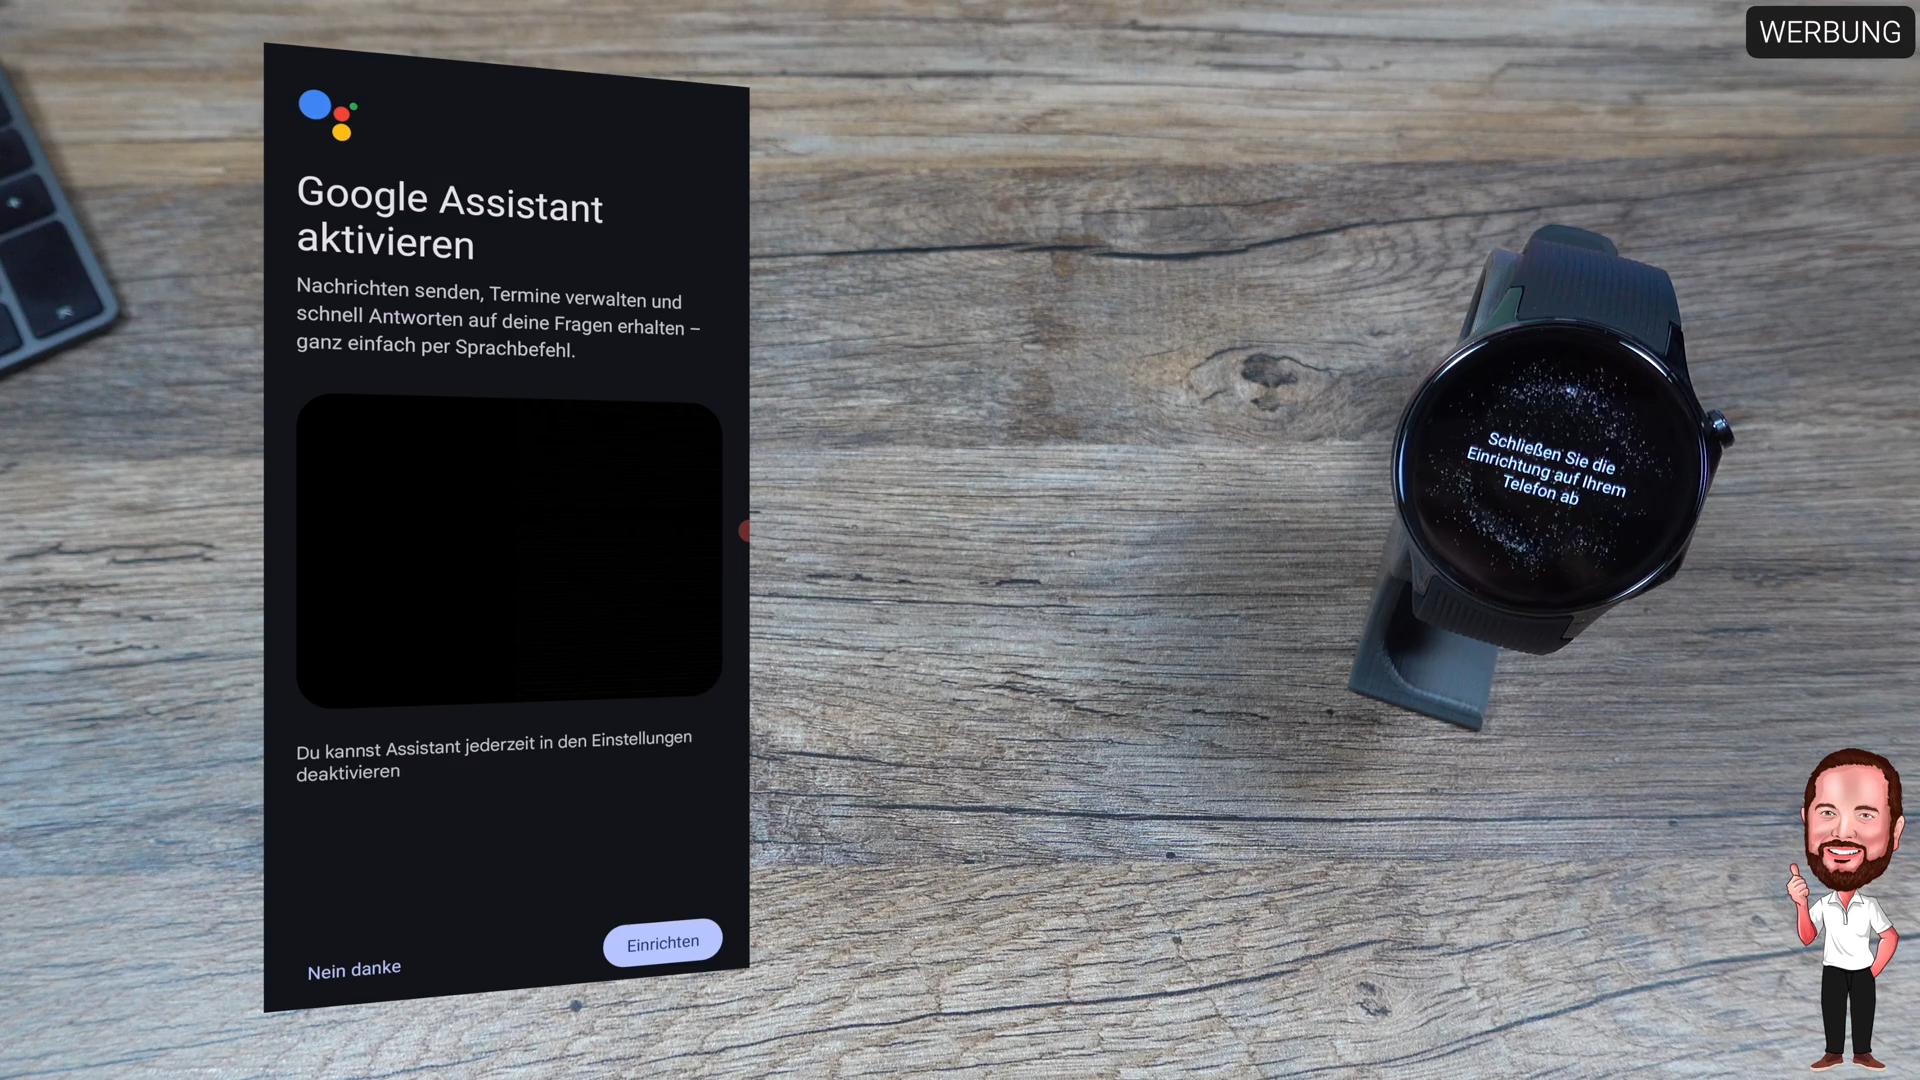 WERBUNG
Google Assistant
aktivieren
Nachrichten senden, Termine verwalten und
schnell Antworten auf deine Fragen erhalten –
ganz einfach per Sprachbefehl.
Du kannst Assistant jederzeit in den Einstellungen
deaktivieren
Nein danke
Einrichten
Schließen Sie die
Einrichtung auf Ihrem
Telefon ab